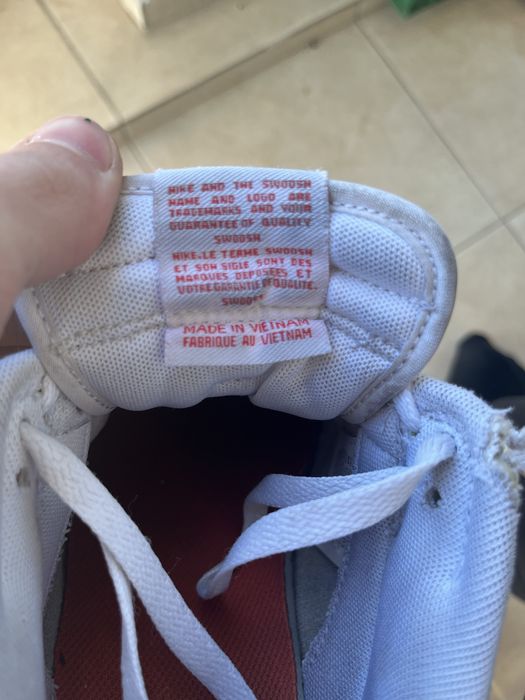 NIKE AND THE SWOOSH
NAME AND LOGO ARE
TRADEMARKS AND YOUR
GUARANTEE OF QUALITY
SWOOSH
NIKE.LE TERME SWOOSH
ET SON SIGLE SONT DES
MARQUES DEPOSEES ET
VOTRE GARANTIE DE QUALITE.
SWOOSH
MADE IN VIETNAM
FABRIQUE AU VIETNAM